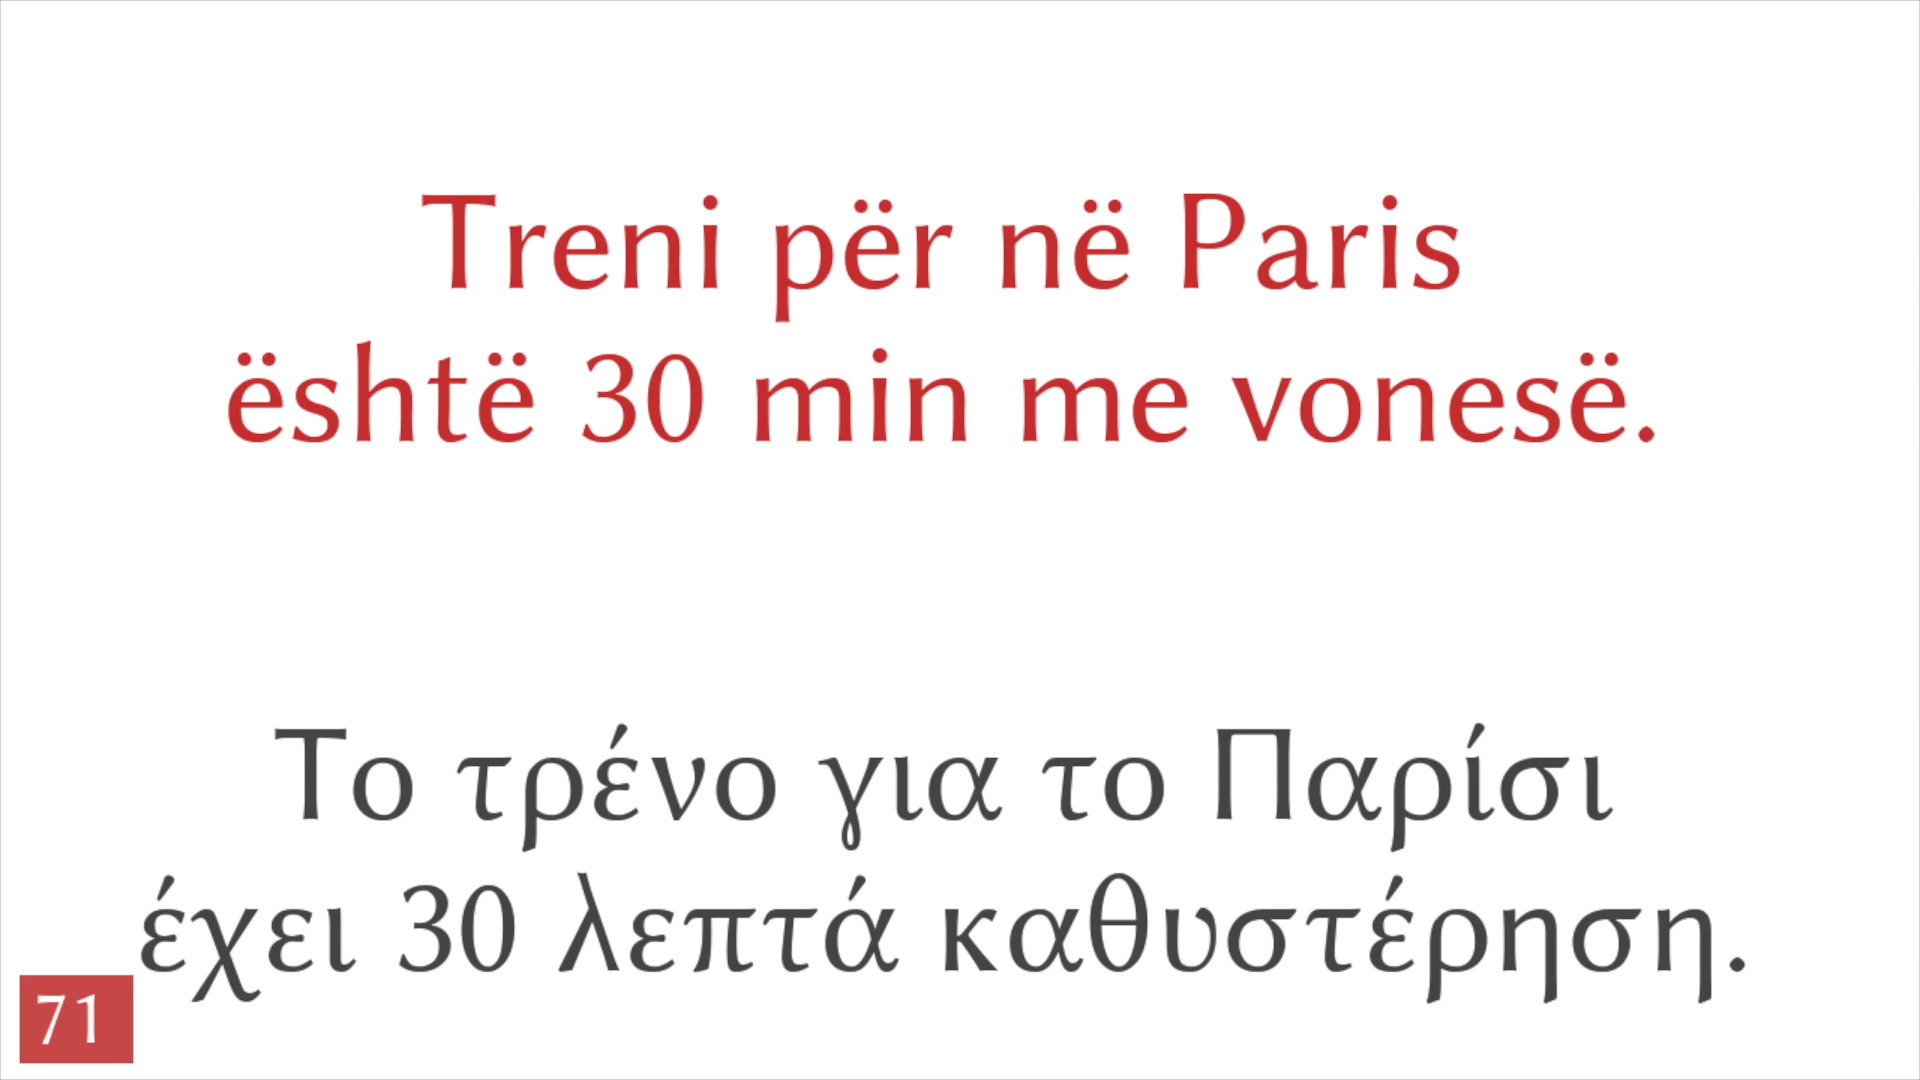 Treni për në Paris
është 30 min me vonesë.
Το τρένο για το Παρίσι
έχει 30 λεπτά καθυστέρηση.
71